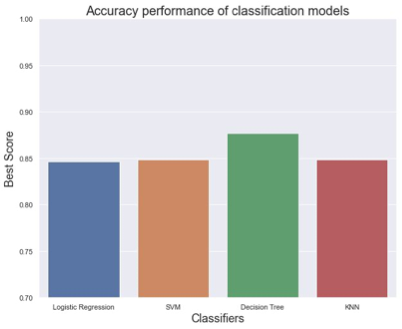 Accuracy performance of classification models
1.00
0.95
0.90
0.85
0.80
0.75
0.70
Best Score
Logistic Regression SVM Decision Tree KNN
Classifiers